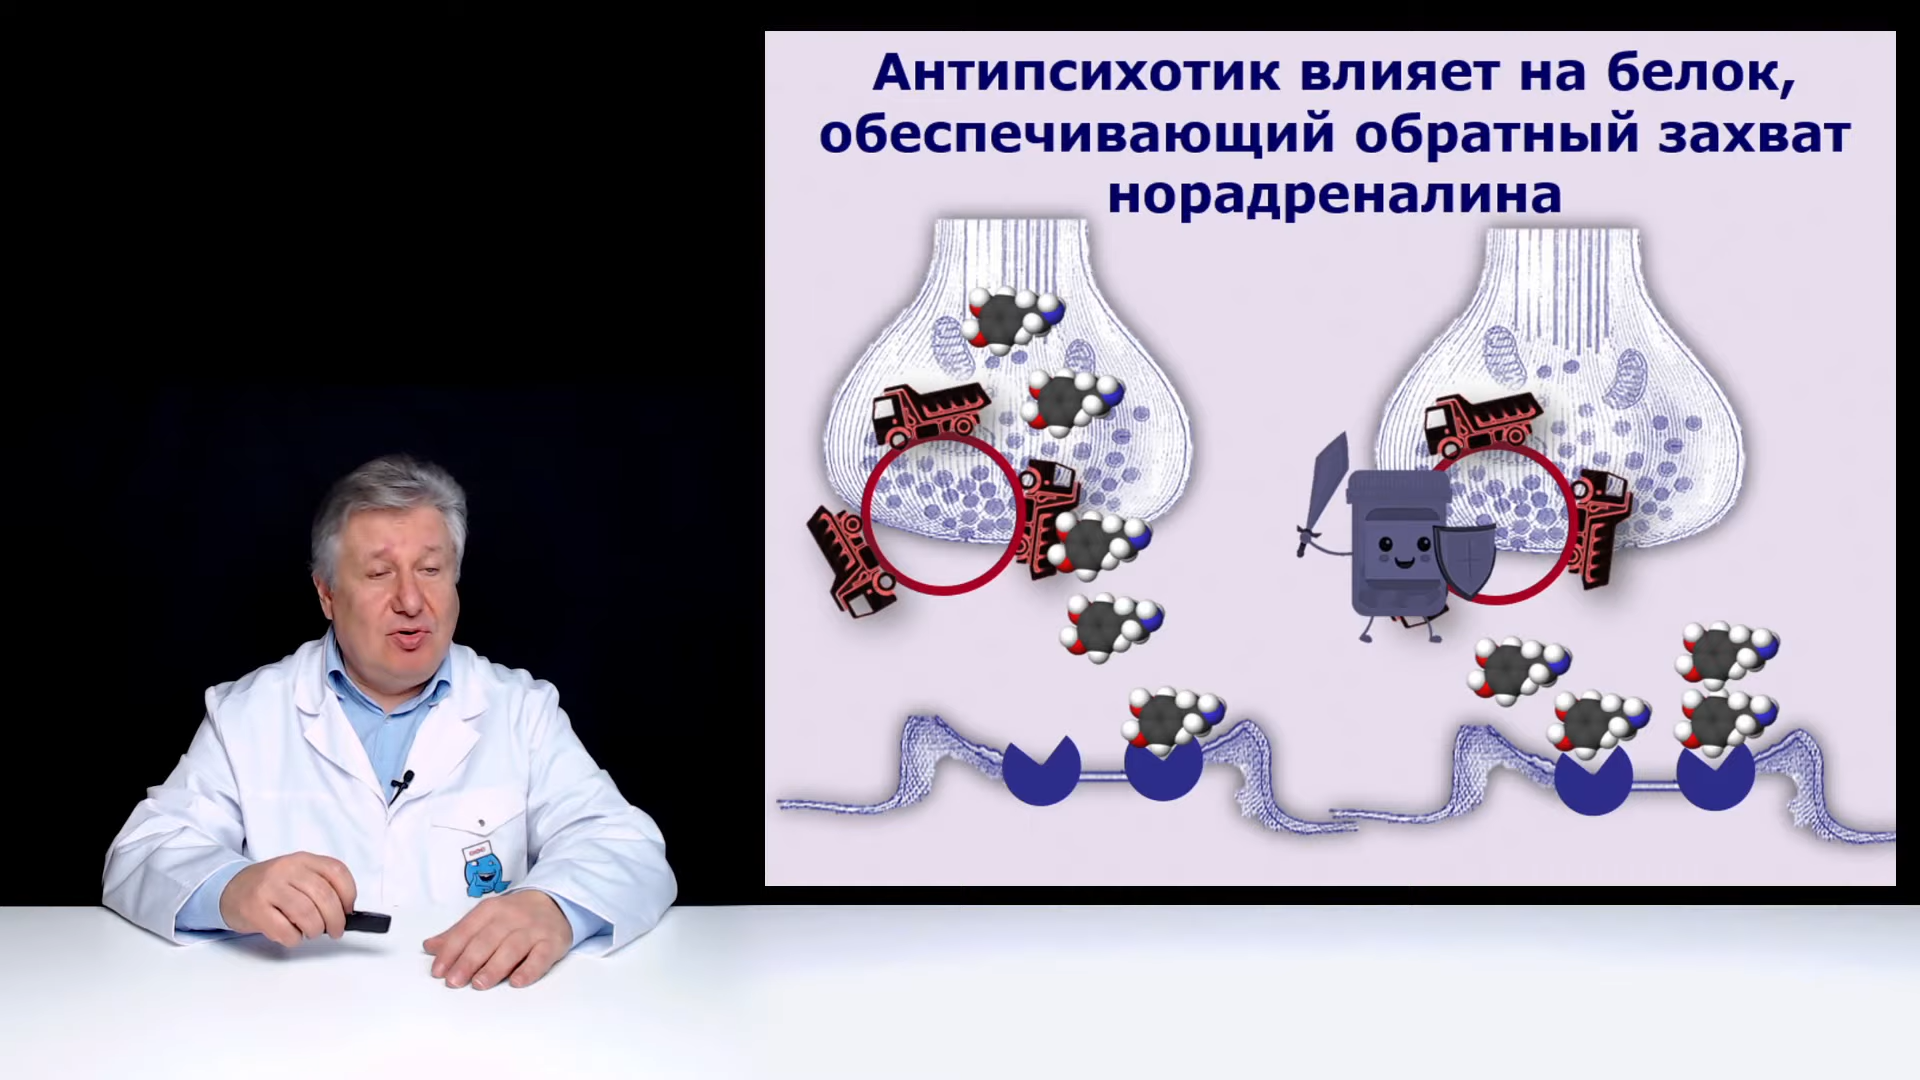 Антипсихотик влияет на белок,
обеспечивающий обратный захват
норадреналина